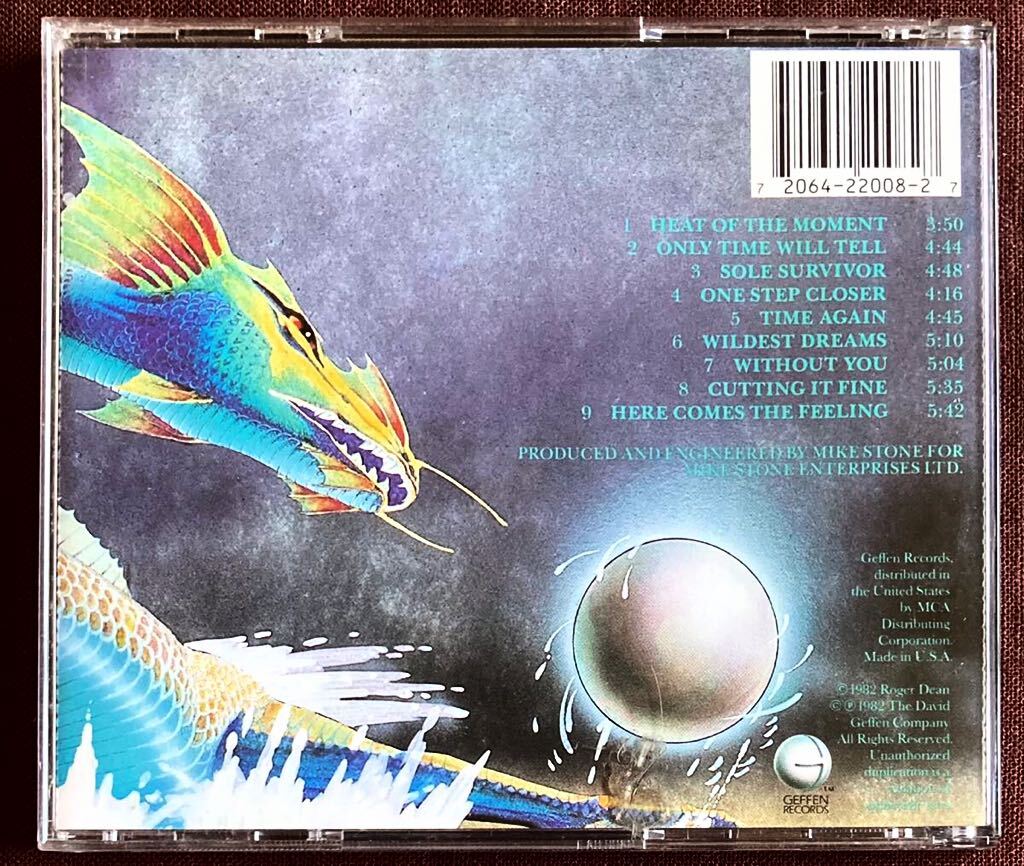 7 2064-22008-2 7
1 HEAT OF THE MOMENT 3:50
2 ONLY TIME WILL TELL 4:44
3 SOLE SURVIVOR 4:48
4 ONE STEP CLOSER 4:16
5 TIME AGAIN 4:45
6 WILDEST DREAMS 5:10
7 WITHOUT YOU 5:04
8 CUTTING IT FINE 5:35
9 HERE COMES THE FEELING 5:42
PRODUCED AND ENGINEERED BY MIKE STONE FOR
MIKE STONE ENTERPRISES LTD.
Geffen Records,
distributed in
the United States
by MCA
Distributing
Corporation.
Made in U.S.A.
©1982 Roger Dean
©℗1982 The David
Geffen Company
All Rights Reserved.
Unauthorized
duplication is a
GEFFEN
RECORDS
TM